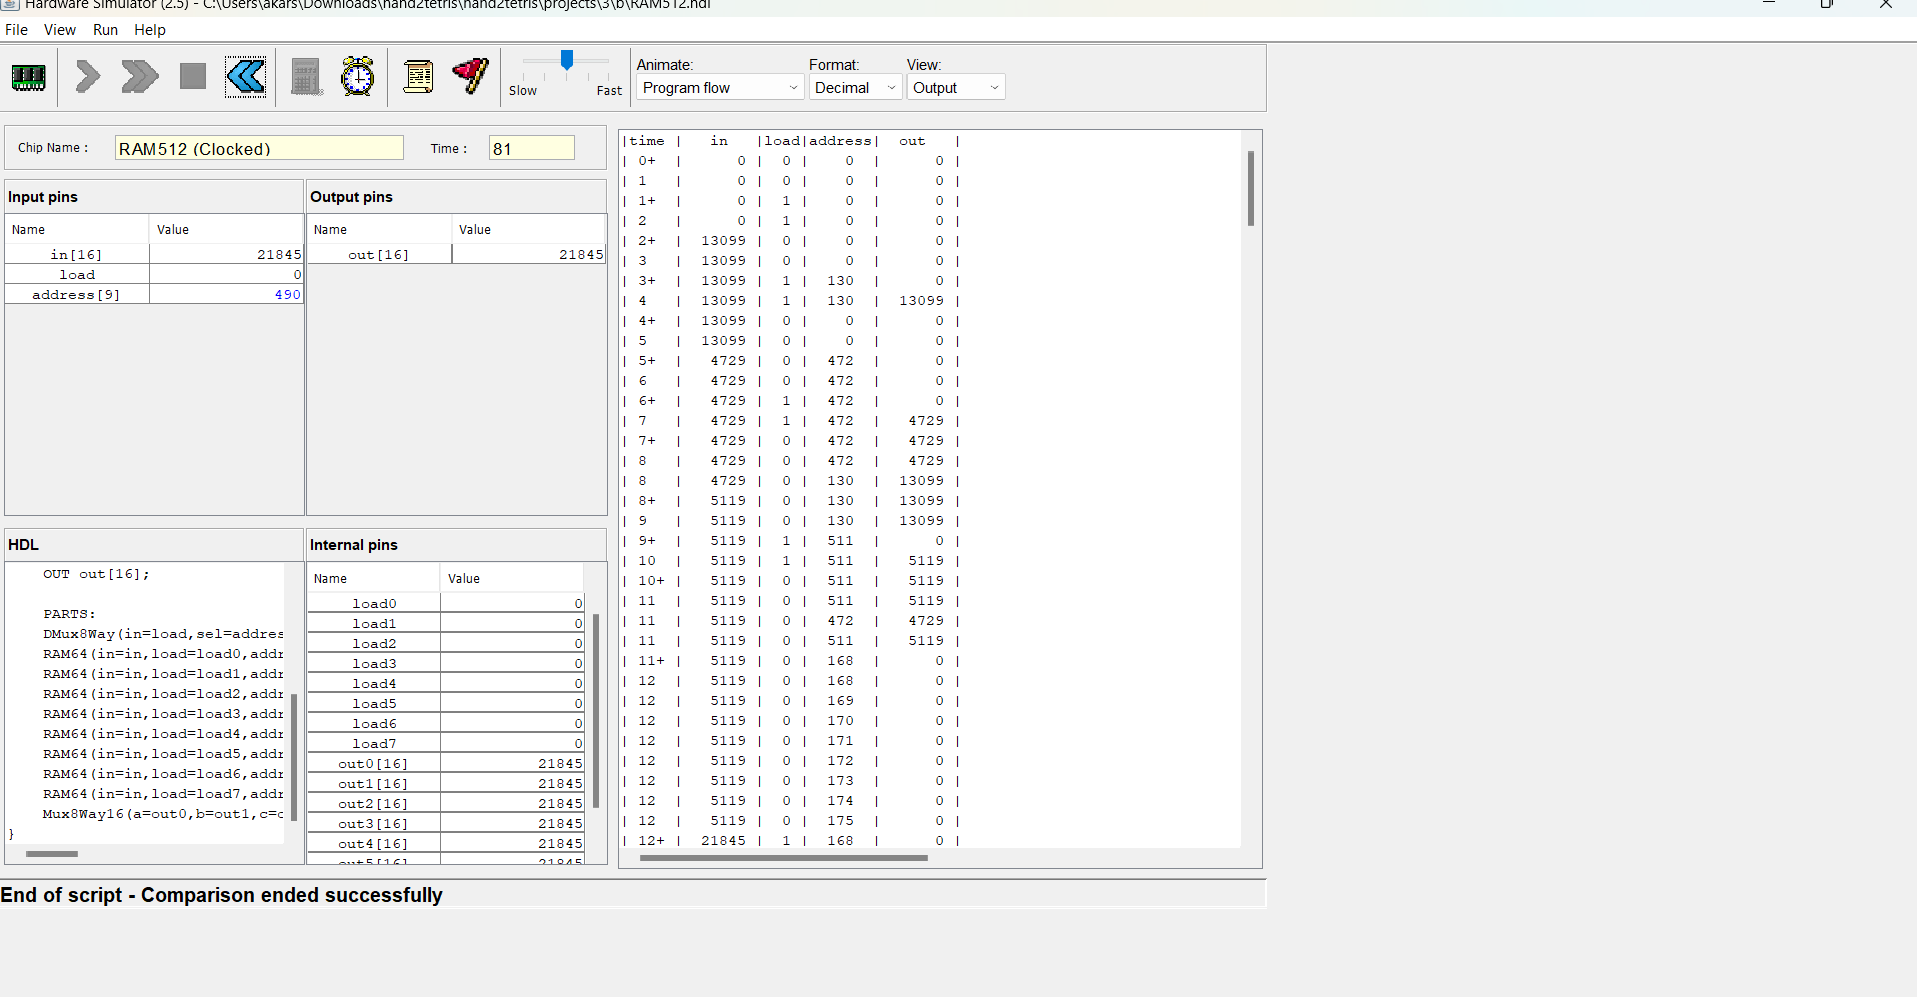 Hardware Simulator (2.5) - C:\Users\akars\Downloads\nand2tetris\nand2tetris\projects\3\b\RAM512.hdl
File View Run Help
Slow Fast
Animate: Format: View:
Program flow Decimal Output
Chip Name : RAM512 (Clocked) Time : 81
Input pins
Name Value
in[16] 21845
load 0
address[9] 490
Output pins
Name Value
out[16] 21845
HDL
OUT out[16];
PARTS:
DMux8Way(in=load,sel=addres
RAM64(in=in,load=load0,addr
RAM64(in=in,load=load1,addr
RAM64(in=in,load=load2,addr
RAM64(in=in,load=load3,addr
RAM64(in=in,load=load4,addr
RAM64(in=in,load=load5,addr
RAM64(in=in,load=load6,addr
RAM64(in=in,load=load7,addr
Mux8Way16(a=out0,b=out1,c=o
}
Internal pins
Name Value
load0 0
load1 0
load2 0
load3 0
load4 0
load5 0
load6 0
load7 0
out0[16] 21845
out1[16] 21845
out2[16] 21845
out3[16] 21845
out4[16] 21845
out5[16] 21845
|time | in |load|address| out |
| 0+ | 0 | 0 | 0 | 0 |
| 1 | 0 | 0 | 0 | 0 |
| 1+ | 0 | 1 | 0 | 0 |
| 2 | 0 | 1 | 0 | 0 |
| 2+ | 13099 | 0 | 0 | 0 |
| 3 | 13099 | 0 | 0 | 0 |
| 3+ | 13099 | 1 | 130 | 0 |
| 4 | 13099 | 1 | 130 | 13099 |
| 4+ | 13099 | 0 | 0 | 0 |
| 5 | 13099 | 0 | 0 | 0 |
| 5+ | 4729 | 0 | 472 | 0 |
| 6 | 4729 | 0 | 472 | 0 |
| 6+ | 4729 | 1 | 472 | 0 |
| 7 | 4729 | 1 | 472 | 4729 |
| 7+ | 4729 | 0 | 472 | 4729 |
| 8 | 4729 | 0 | 472 | 4729 |
| 8 | 4729 | 0 | 130 | 13099 |
| 8+ | 5119 | 0 | 130 | 13099 |
| 9 | 5119 | 0 | 130 | 13099 |
| 9+ | 5119 | 1 | 511 | 0 |
| 10 | 5119 | 1 | 511 | 5119 |
| 10+ | 5119 | 0 | 511 | 5119 |
| 11 | 5119 | 0 | 511 | 5119 |
| 11 | 5119 | 0 | 472 | 4729 |
| 11 | 5119 | 0 | 511 | 5119 |
| 11+ | 5119 | 0 | 168 | 0 |
| 12 | 5119 | 0 | 168 | 0 |
| 12 | 5119 | 0 | 169 | 0 |
| 12 | 5119 | 0 | 170 | 0 |
| 12 | 5119 | 0 | 171 | 0 |
| 12 | 5119 | 0 | 172 | 0 |
| 12 | 5119 | 0 | 173 | 0 |
| 12 | 5119 | 0 | 174 | 0 |
| 12 | 5119 | 0 | 175 | 0 |
| 12+ | 21845 | 1 | 168 | 0 |
End of script - Comparison ended successfully